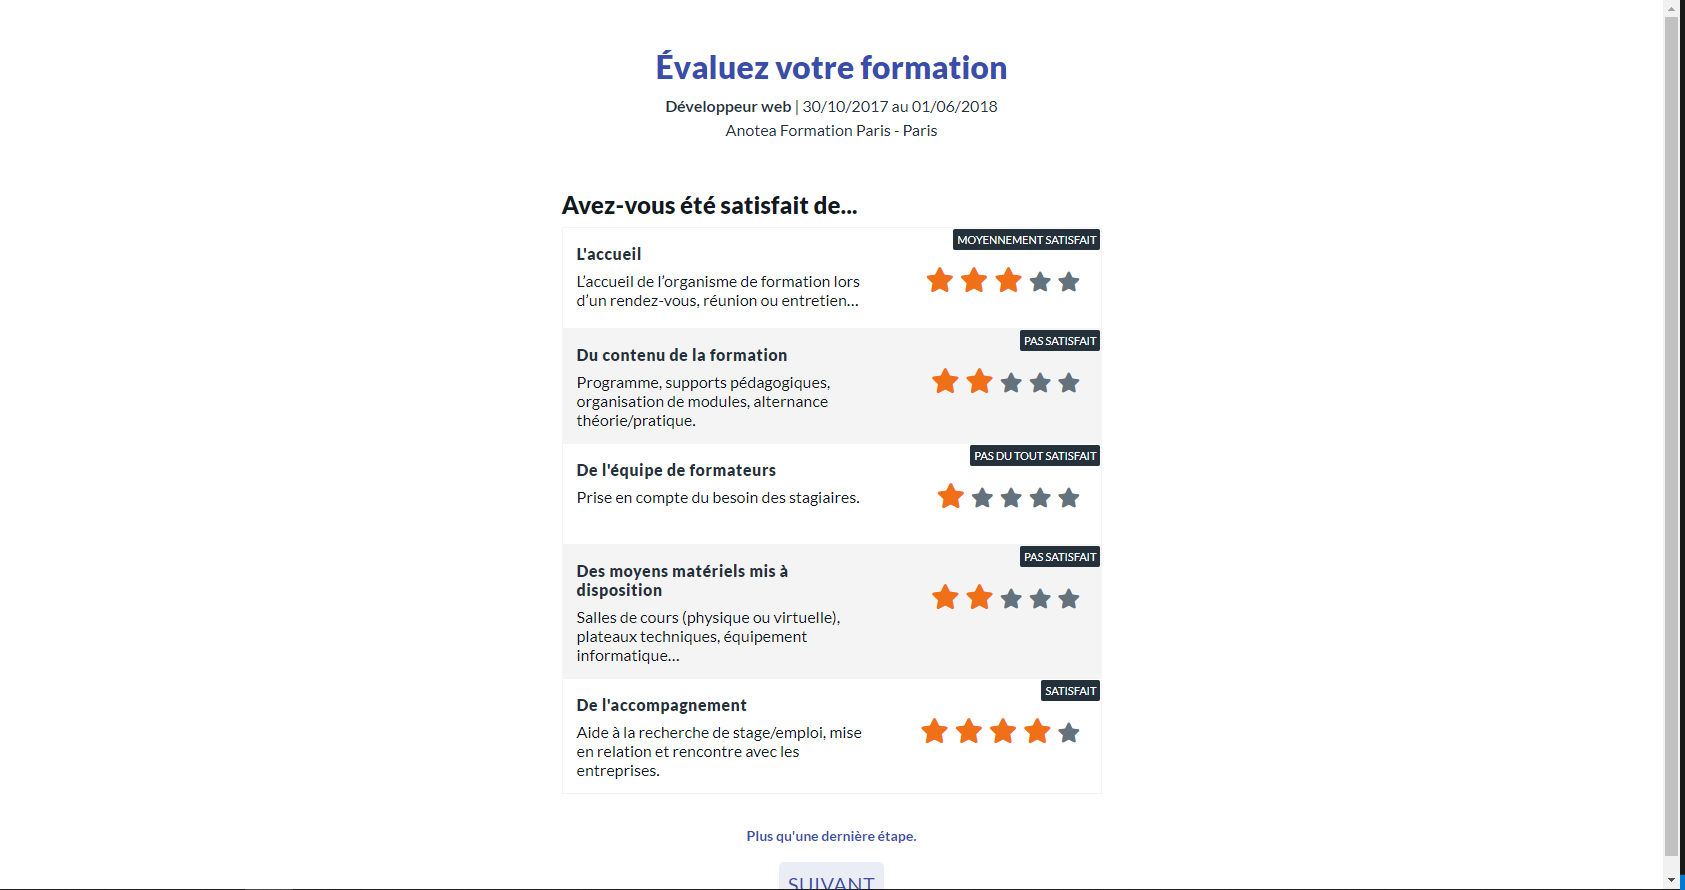 Évaluez votre formation
Développeur web | 30/10/2017 au 01/06/2018
Anotea Formation Paris - Paris
Avez-vous été satisfait de...
MOYENNEMENT SATISFAIT
L'accueil
L’accueil de l’organisme de formation lors
d’un rendez-vous, réunion ou entretien...
PAS SATISFAIT
Du contenu de la formation
Programme, supports pédagogiques,
organisation de modules, alternance
théorie/pratique.
PAS DU TOUT SATISFAIT
De l'équipe de formateurs
Prise en compte du besoin des stagiaires.
PAS SATISFAIT
Des moyens matériels mis à
disposition
Salles de cours (physique ou virtuelle),
plateaux techniques, équipement
informatique...
SATISFAIT
De l'accompagnement
Aide à la recherche de stage/emploi, mise
en relation et rencontre avec les
entreprises.
Plus qu'une dernière étape.
SUIVANT